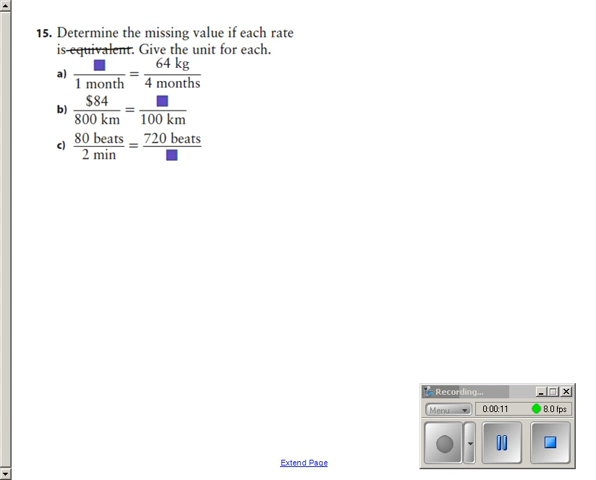 15. Determine the missing value if each rate
is equivalent. Give the unit for each.
a) ■/1 month = 64 kg/4 months
b) $84/800 km = ■/100 km
c) 80 beats/2 min = 720 beats/■
Recording...
Menu 0:00:11 8.0 fps
Extend Page